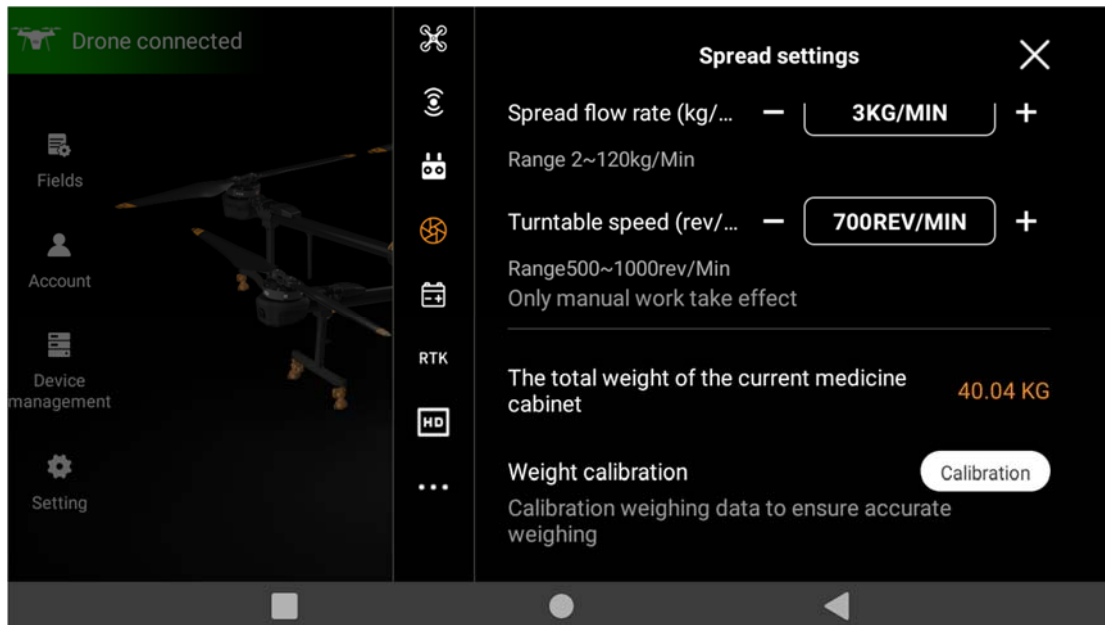 Drone connected
Fields
Account
Device
management
Setting
RTK
HD
Spread settings
Spread flow rate (kg/...
3KG/MIN
Range 2~120kg/Min
Turntable speed (rev/...
700REV/MIN
Range500~1000rev/Min
Only manual work take effect
The total weight of the current medicine
cabinet
40.04 KG
Weight calibration
Calibration
Calibration weighing data to ensure accurate
weighing